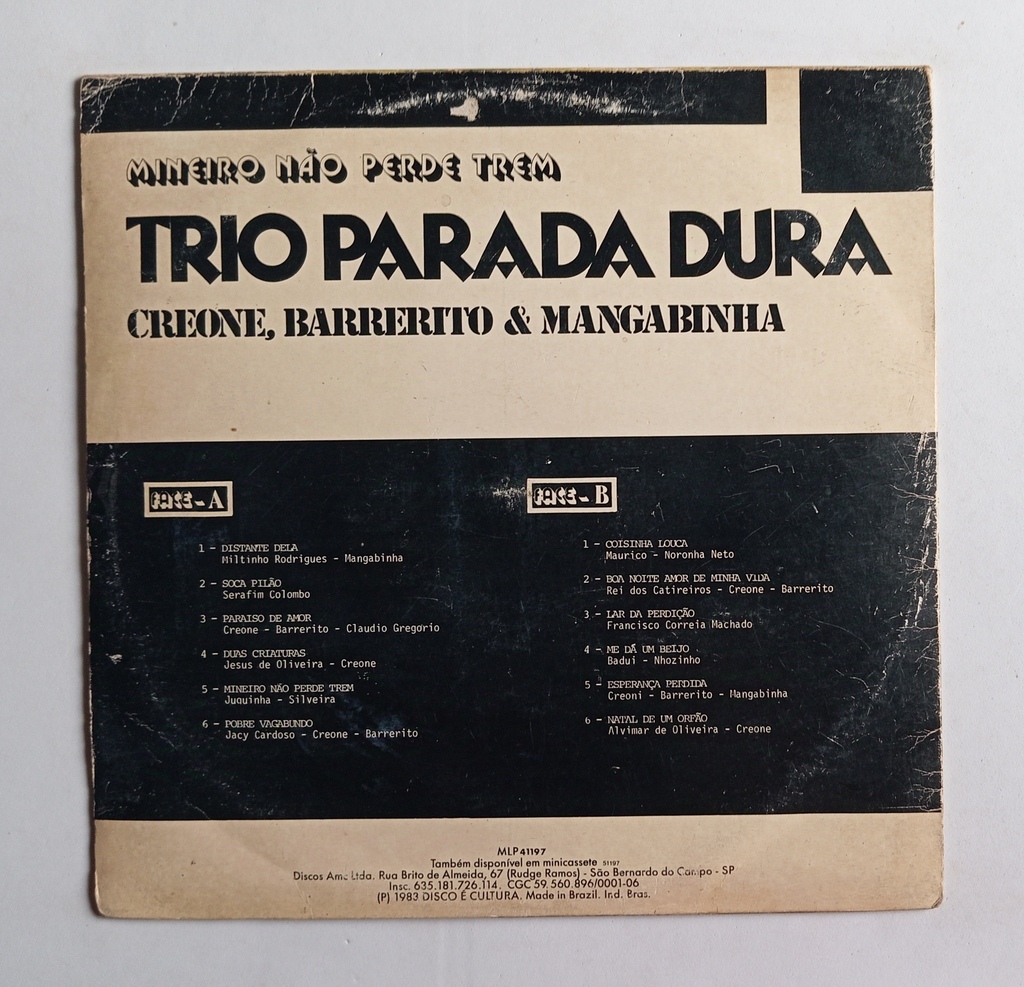 MINEIRO NÃO PERDE TREM
TRIO PARADA DURA
CREONE, BARRERITO & MANGABINHA
FACE - A
1 - DISTANTE DELA
Miltinho Rodrigues - Mangabinha
2 - SOCA PILÃO
Serafim Colombo
3 - PARAISO DE AMOR
Creone - Barrerito - Claudio Gregorio
4 - DUAS CRIATURAS
Jesus de Oliveira - Creone
5 - MINEIRO NÃO PERDE TREM
Juquinha - Silveira
6 - POBRE VAGABUNDO
Jacy Cardoso - Creone - Barrerito
FACE - B
1 - COISINHA LOUCA
Maurico - Noronha Neto
2 - BOA NOITE AMOR DE MINHA VIDA
Rei dos Catireiros - Creone - Barrerito
3 - LAR DA PERDIÇÃO
Francisco Correia Machado
4 - ME DÁ UM BEIJO
Badui - Nhozinho
5 - ESPERANÇA PERDIDA
Creoni - Barrerito - Mangabinha
6 - NATAL DE UM ORFÃO
Alvimar de Oliveira - Creone
MLP 41197
Também disponível em minicassete 51197
Discos Ltda. Rua Brito de Almeida, 67 (Rudge Ramos) - São Bernardo do Campo - SP
Insc. 635.181.726.114. CGC 59.560.896/0001-06
(P) 1983 DISCO É CULTURA. Made in Brazil. Ind. Bras.